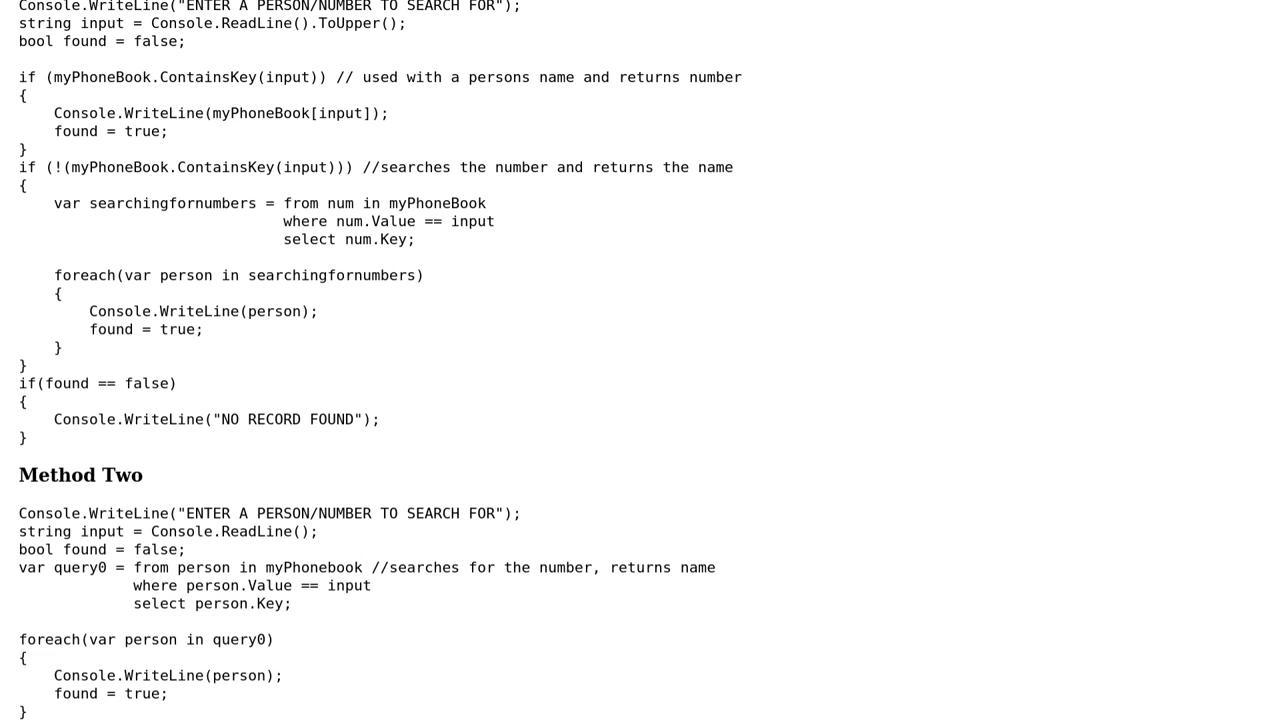 Console.WriteLine("ENTER A PERSON/NUMBER TO SEARCH FOR");
string input = Console.ReadLine().ToUpper();
bool found = false;

if (myPhoneBook.ContainsKey(input)) // used with a persons name and returns number
{
    Console.WriteLine(myPhoneBook[input]);
    found = true;
}
if (!(myPhoneBook.ContainsKey(input))) //searches the number and returns the name
{
    var searchingfornumbers = from num in myPhoneBook
                              where num.Value == input
                              select num.Key;

    foreach(var person in searchingfornumbers)
    {
        Console.WriteLine(person);
        found = true;
    }
}
if(found == false)
{
    Console.WriteLine("NO RECORD FOUND");
}

Method Two

Console.WriteLine("ENTER A PERSON/NUMBER TO SEARCH FOR");
string input = Console.ReadLine();
bool found = false;
var query0 = from person in myPhonebook //searches for the number, returns name
             where person.Value == input
             select person.Key;

foreach(var person in query0)
{
    Console.WriteLine(person);
    found = true;
}